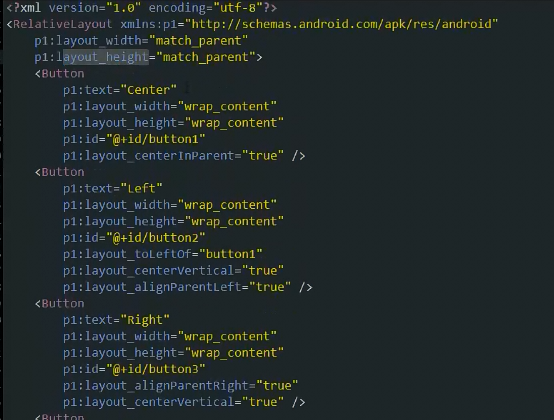 <?xml version="1.0" encoding="utf-8"?>
<RelativeLayout xmlns:p1="http://schemas.android.com/apk/res/android"
    p1:layout_width="match_parent"
    p1:layout_height="match_parent">
    <Button
        p1:text="Center"
        p1:layout_width="wrap_content"
        p1:layout_height="wrap_content"
        p1:id="@+id/button1"
        p1:layout_centerInParent="true" />
    <Button
        p1:text="Left"
        p1:layout_width="wrap_content"
        p1:layout_height="wrap_content"
        p1:id="@+id/button2"
        p1:layout_toLeftOf="button1"
        p1:layout_centerVertical="true"
        p1:layout_alignParentLeft="true" />
    <Button
        p1:text="Right"
        p1:layout_width="wrap_content"
        p1:layout_height="wrap_content"
        p1:id="@+id/button3"
        p1:layout_alignParentRight="true"
        p1:layout_centerVertical="true" />
    <Button